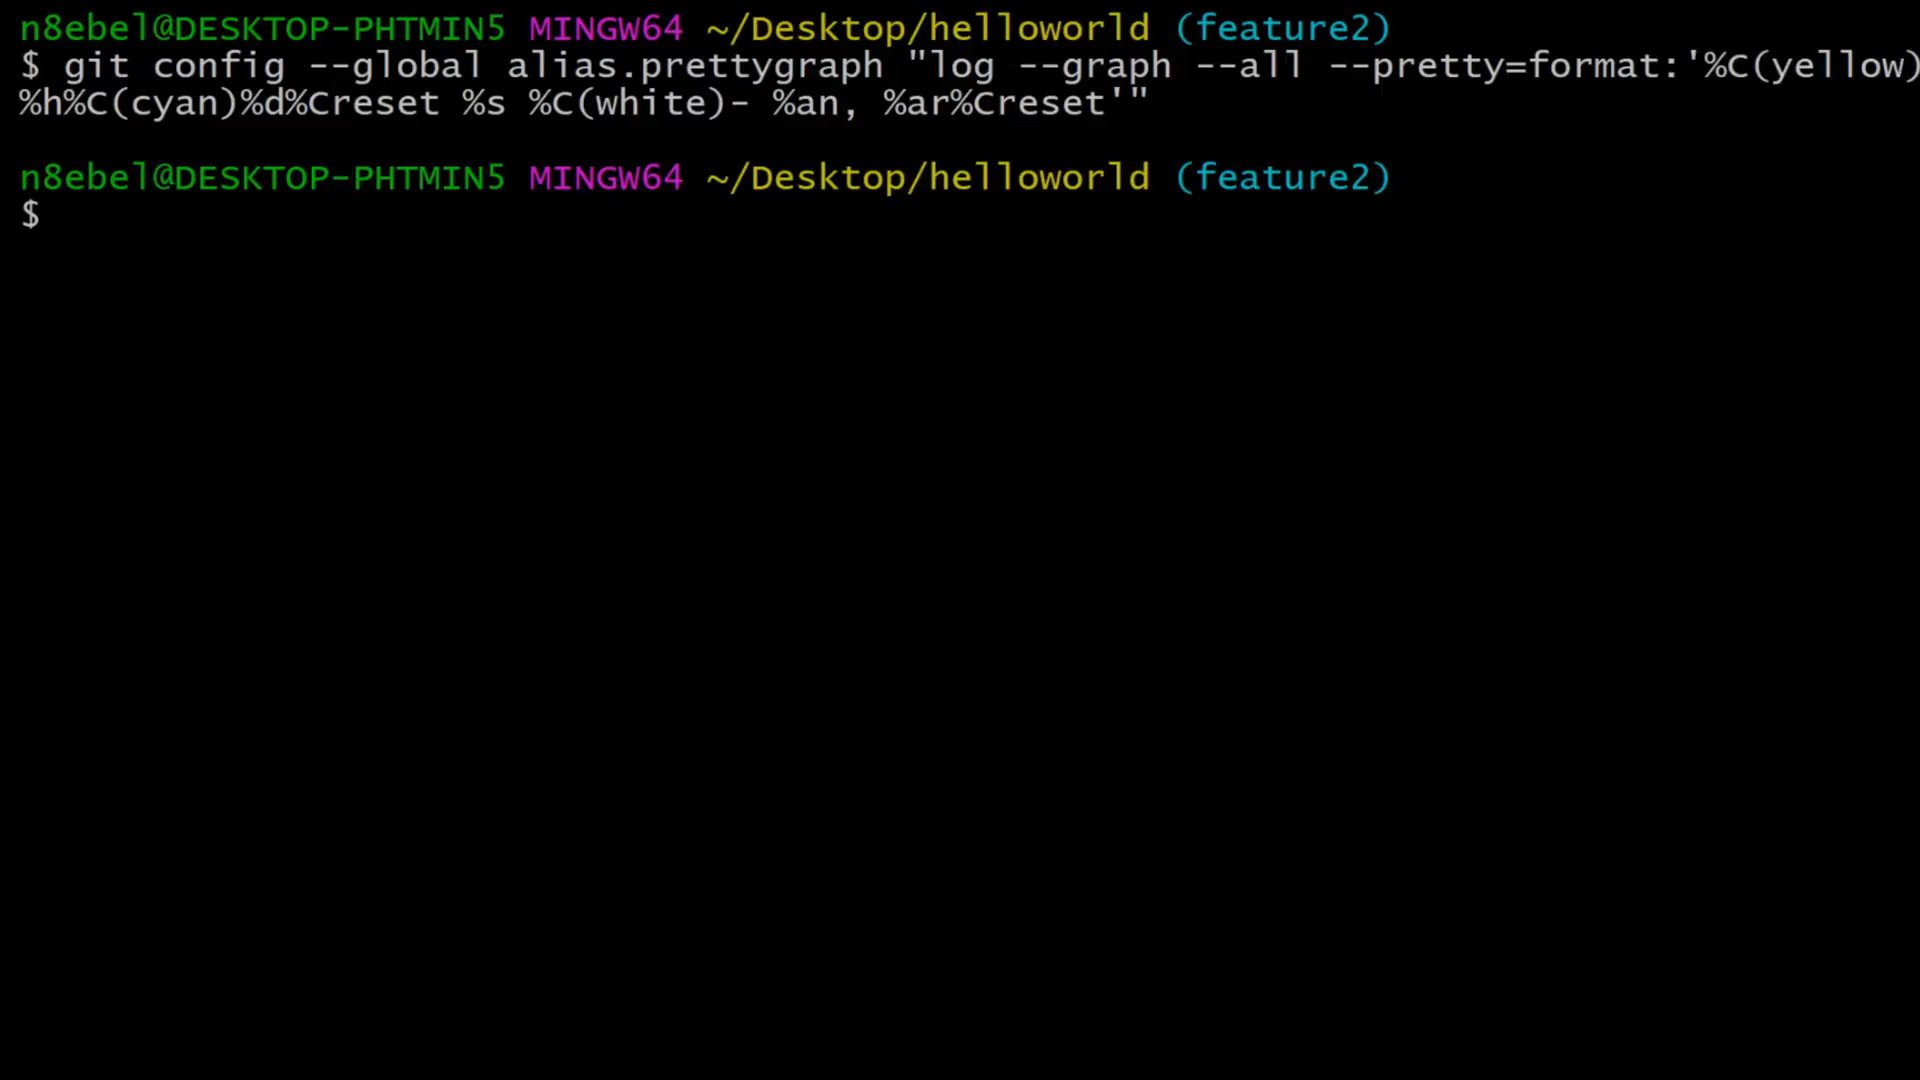 n8ebel@DESKTOP-PHTMIN5 MINGW64 ~/Desktop/helloworld (feature2)
$ git config --global alias.prettygraph "log --graph --all --pretty=format:'%C(yellow)
%h%C(cyan)%d%Creset %s %C(white)- %an, %ar%Creset'"
n8ebel@DESKTOP-PHTMIN5 MINGW64 ~/Desktop/helloworld (feature2)
$